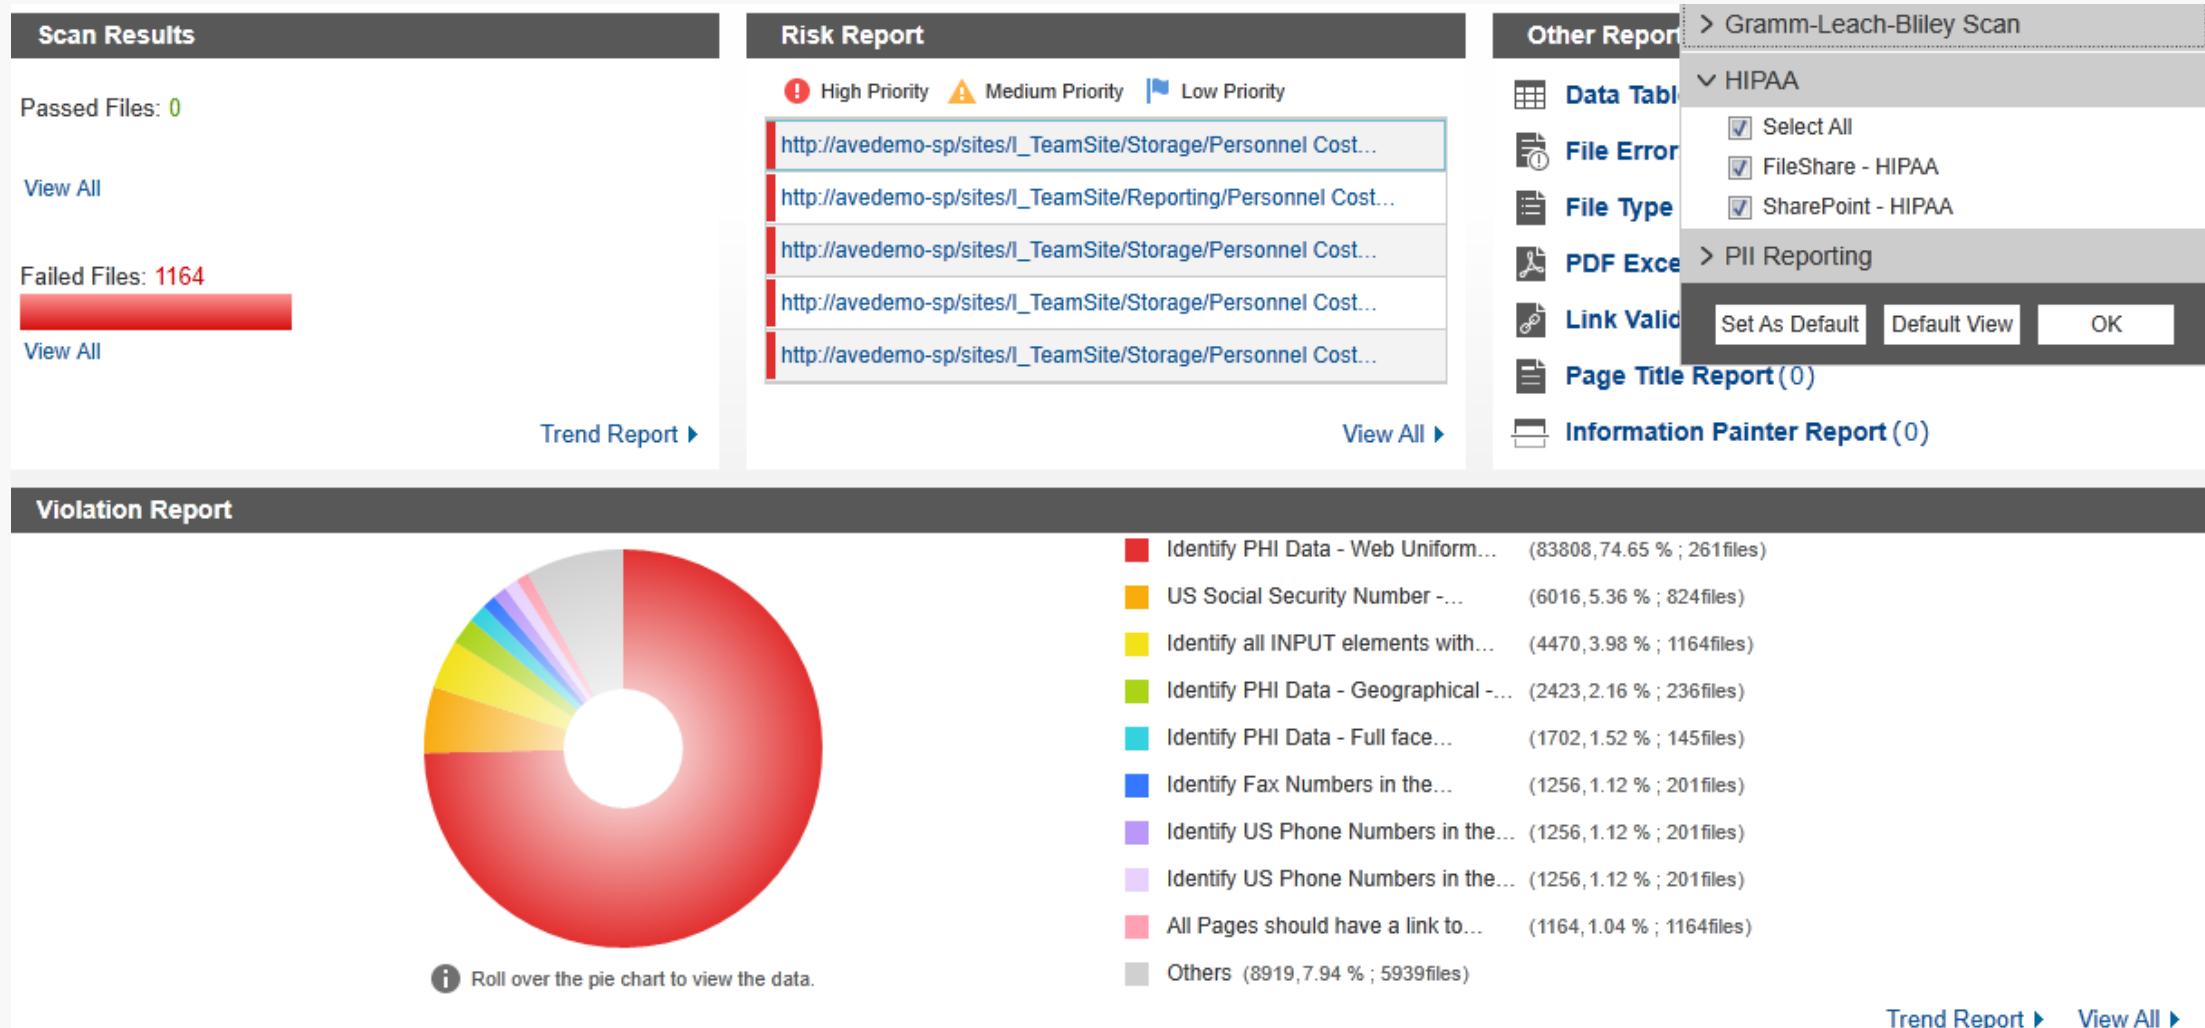 Scan Results
Passed Files: 0
View All
Failed Files: 1164
View All
Trend Report
Risk Report
High Priority Medium Priority Low Priority
http://avedemo-sp/sites/I_TeamSite/Storage/Personnel Cost...
http://avedemo-sp/sites/I_TeamSite/Reporting/Personnel Cost...
http://avedemo-sp/sites/I_TeamSite/Storage/Personnel Cost...
http://avedemo-sp/sites/I_TeamSite/Storage/Personnel Cost...
http://avedemo-sp/sites/I_TeamSite/Storage/Personnel Cost...
View All
Other Report
Data Tabl
File Error
File Type
PDF Exce
Link Valid
Page Title Report (0)
Information Painter Report (0)
Gramm-Leach-Bliley Scan
HIPAA
Select All
FileShare - HIPAA
SharePoint - HIPAA
PII Reporting
Set As Default Default View OK
Violation Report
Roll over the pie chart to view the data.
Identify PHI Data - Web Uniform... (83808,74.65 % ; 261files)
US Social Security Number -... (6016,5.36 % ; 824files)
Identify all INPUT elements with... (4470,3.98 % ; 1164files)
Identify PHI Data - Geographical -... (2423,2.16 % ; 236files)
Identify PHI Data - Full face... (1702,1.52 % ; 145files)
Identify Fax Numbers in the... (1256,1.12 % ; 201files)
Identify US Phone Numbers in the... (1256,1.12 % ; 201files)
Identify US Phone Numbers in the... (1256,1.12 % ; 201files)
All Pages should have a link to... (1164,1.04 % ; 1164files)
Others (8919,7.94 % ; 5939files)
Trend Report View All